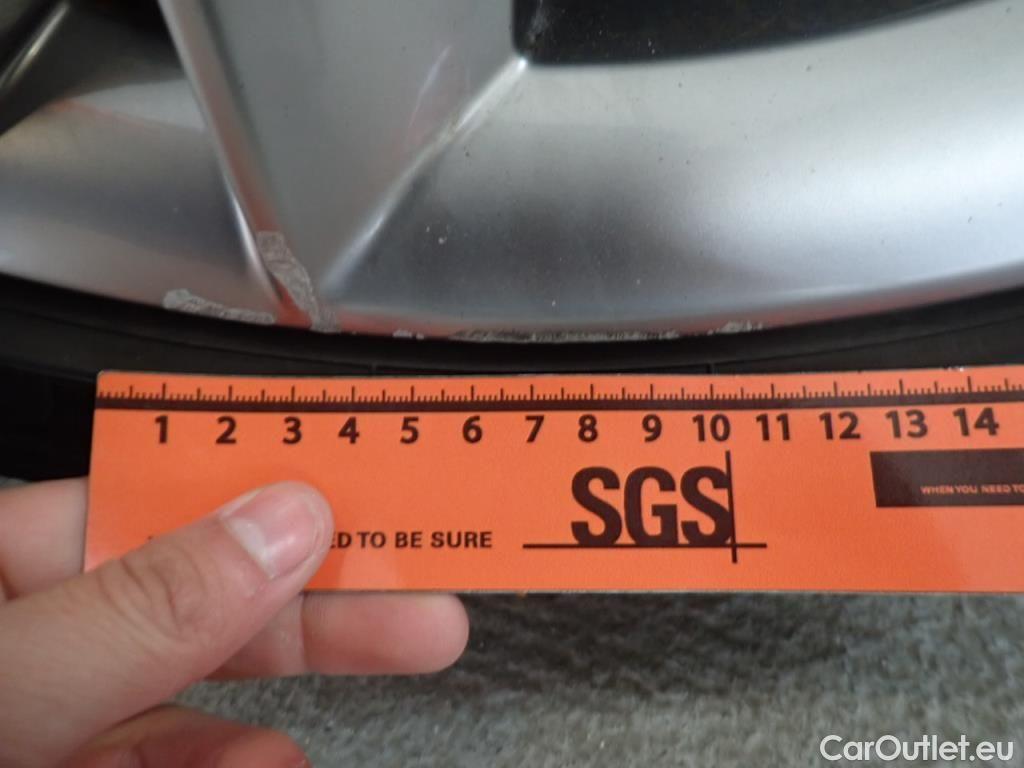 1 2 3 4 5 6 7 8 9 10 11 12 13 14
SGS
WHEN YOU NEED TO
TO BE SURE
CarOutlet.eu